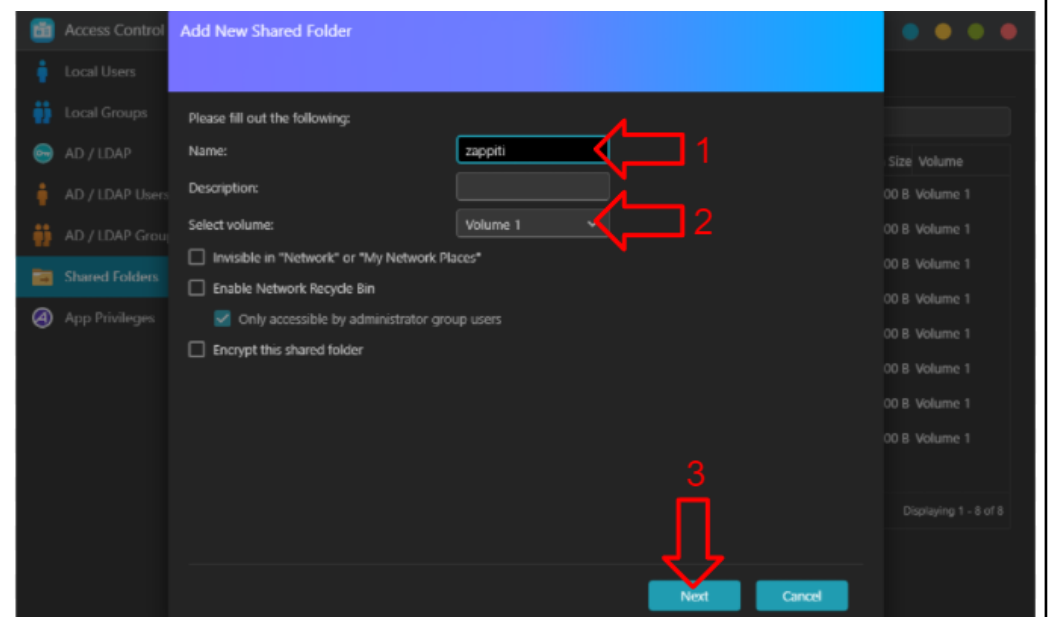 Access Control
Add New Shared Folder
Local Users
Local Groups
AD / LDAP
AD / LDAP Users
AD / LDAP Grou
Shared Folders
App Privileges
Please fill out the following:
Name:
zappiti
1
Description:
Select volume:
Volume 1
2
Invisible in "Network" or "My Network Places"
Enable Network Recycle Bin
Only accessible by administrator group users
Encrypt this shared folder
3
Next
Cancel
Size Volume
00 B Volume 1
00 B Volume 1
00 B Volume 1
00 B Volume 1
00 B Volume 1
00 B Volume 1
00 B Volume 1
00 B Volume 1
Displaying 1 - 8 of 8